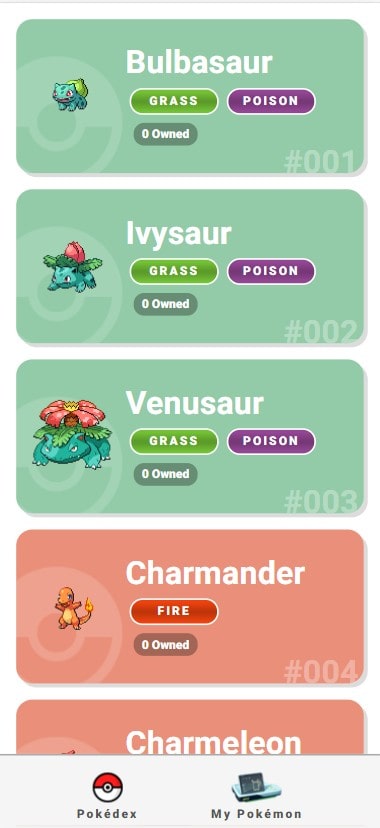 Bulbasaur
GRASS POISON
0 Owned
#001
Ivysaur
GRASS POISON
0 Owned
#002
Venusaur
GRASS POISON
0 Owned
#003
Charmander
FIRE
0 Owned
#004
Charmeleon
Pokédex My Pokémon